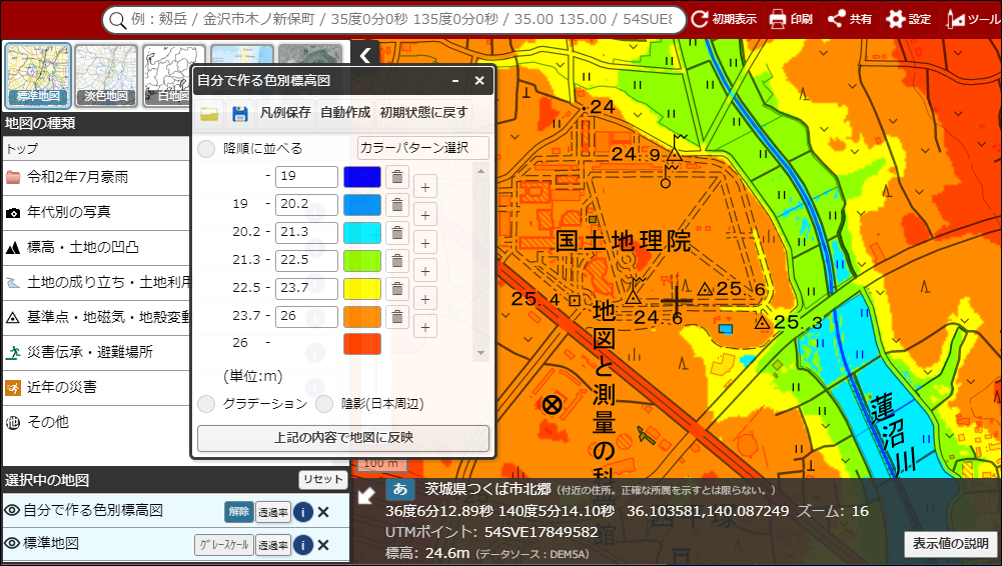 例：剱岳 / 金沢市木ノ新保町 / 35度0分0秒 135度0分0秒 / 35.00 135.00 / 54SUE8
初期表示
印刷
共有
設定
ツール
標準地図
淡色地図
白地図
地図の種類
トップ
令和2年7月豪雨
年代別の写真
標高・土地の凹凸
土地の成り立ち・土地利用
基準点・地磁気・地殻変動
災害伝承・避難場所
近年の災害
その他
選択中の地図
リセット
自分で作る色別標高図
解除
透過率
標準地図
グレースケール
透過率
自分で作る色別標高図
凡例保存 自動作成 初期状態に戻す
降順に並べる
カラーパターン選択
- 19
19 - 20.2
20.2 - 21.3
21.3 - 22.5
22.5 - 23.7
23.7 - 26
26 -
(単位:m)
グラデーション 陰影(日本周辺)
上記の内容で地図に反映
24
24.9
国土地理院
25.4
24.6
25.6
25.3
地図と測量の科
蓮沼川
100 m
あ 茨城県つくば市北郷 (付近の住所。正確な所属を示すとは限らない。)
36度6分12.89秒 140度5分14.10秒 36.103581,140.087249 ズーム: 16
UTMポイント: 54SVE17849582
標高: 24.6m (データソース：DEM5A)
表示値の説明